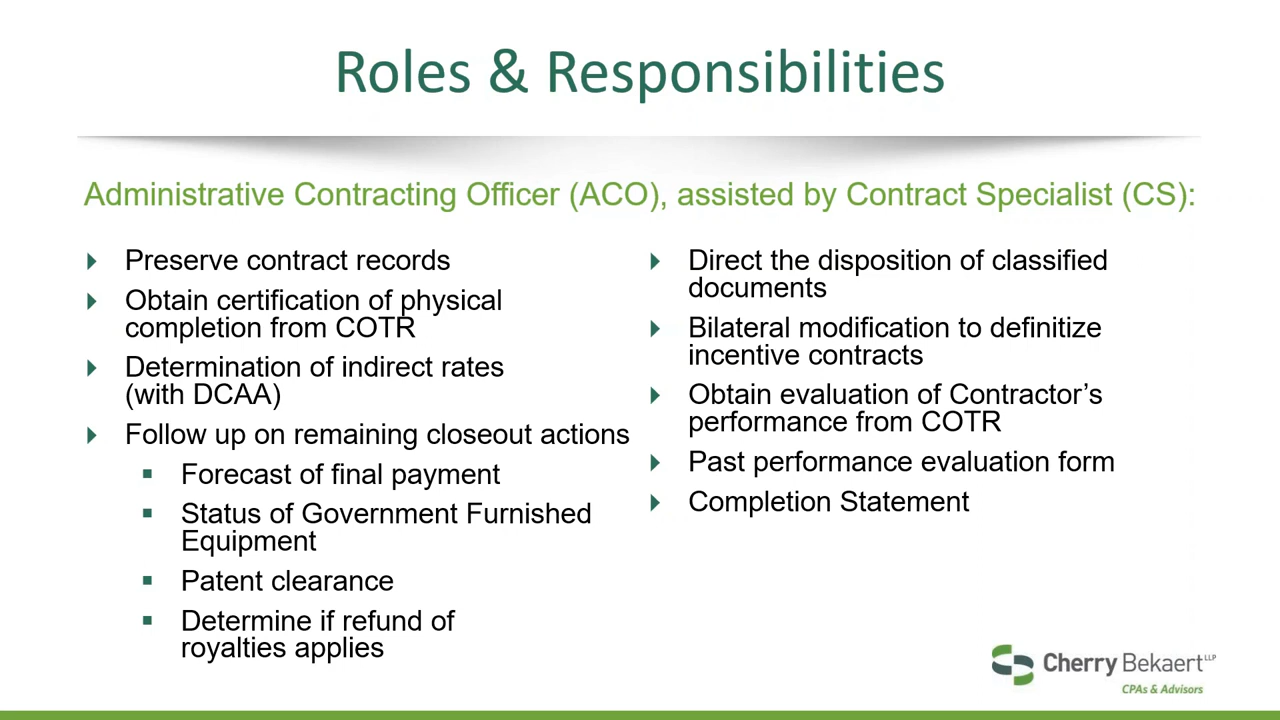 Roles & Responsibilities
Administrative Contracting Officer (ACO), assisted by Contract Specialist (CS):
Preserve contract records
Obtain certification of physical
completion from COTR
Determination of indirect rates
(with DCAA)
Follow up on remaining closeout actions
Forecast of final payment
Status of Government Furnished
Equipment
Patent clearance
Determine if refund of
royalties applies
Direct the disposition of classified
documents
Bilateral modification to definitize
incentive contracts
Obtain evaluation of Contractor’s
performance from COTR
Past performance evaluation form
Completion Statement
Cherry Bekaert LLP
CPAs & Advisors